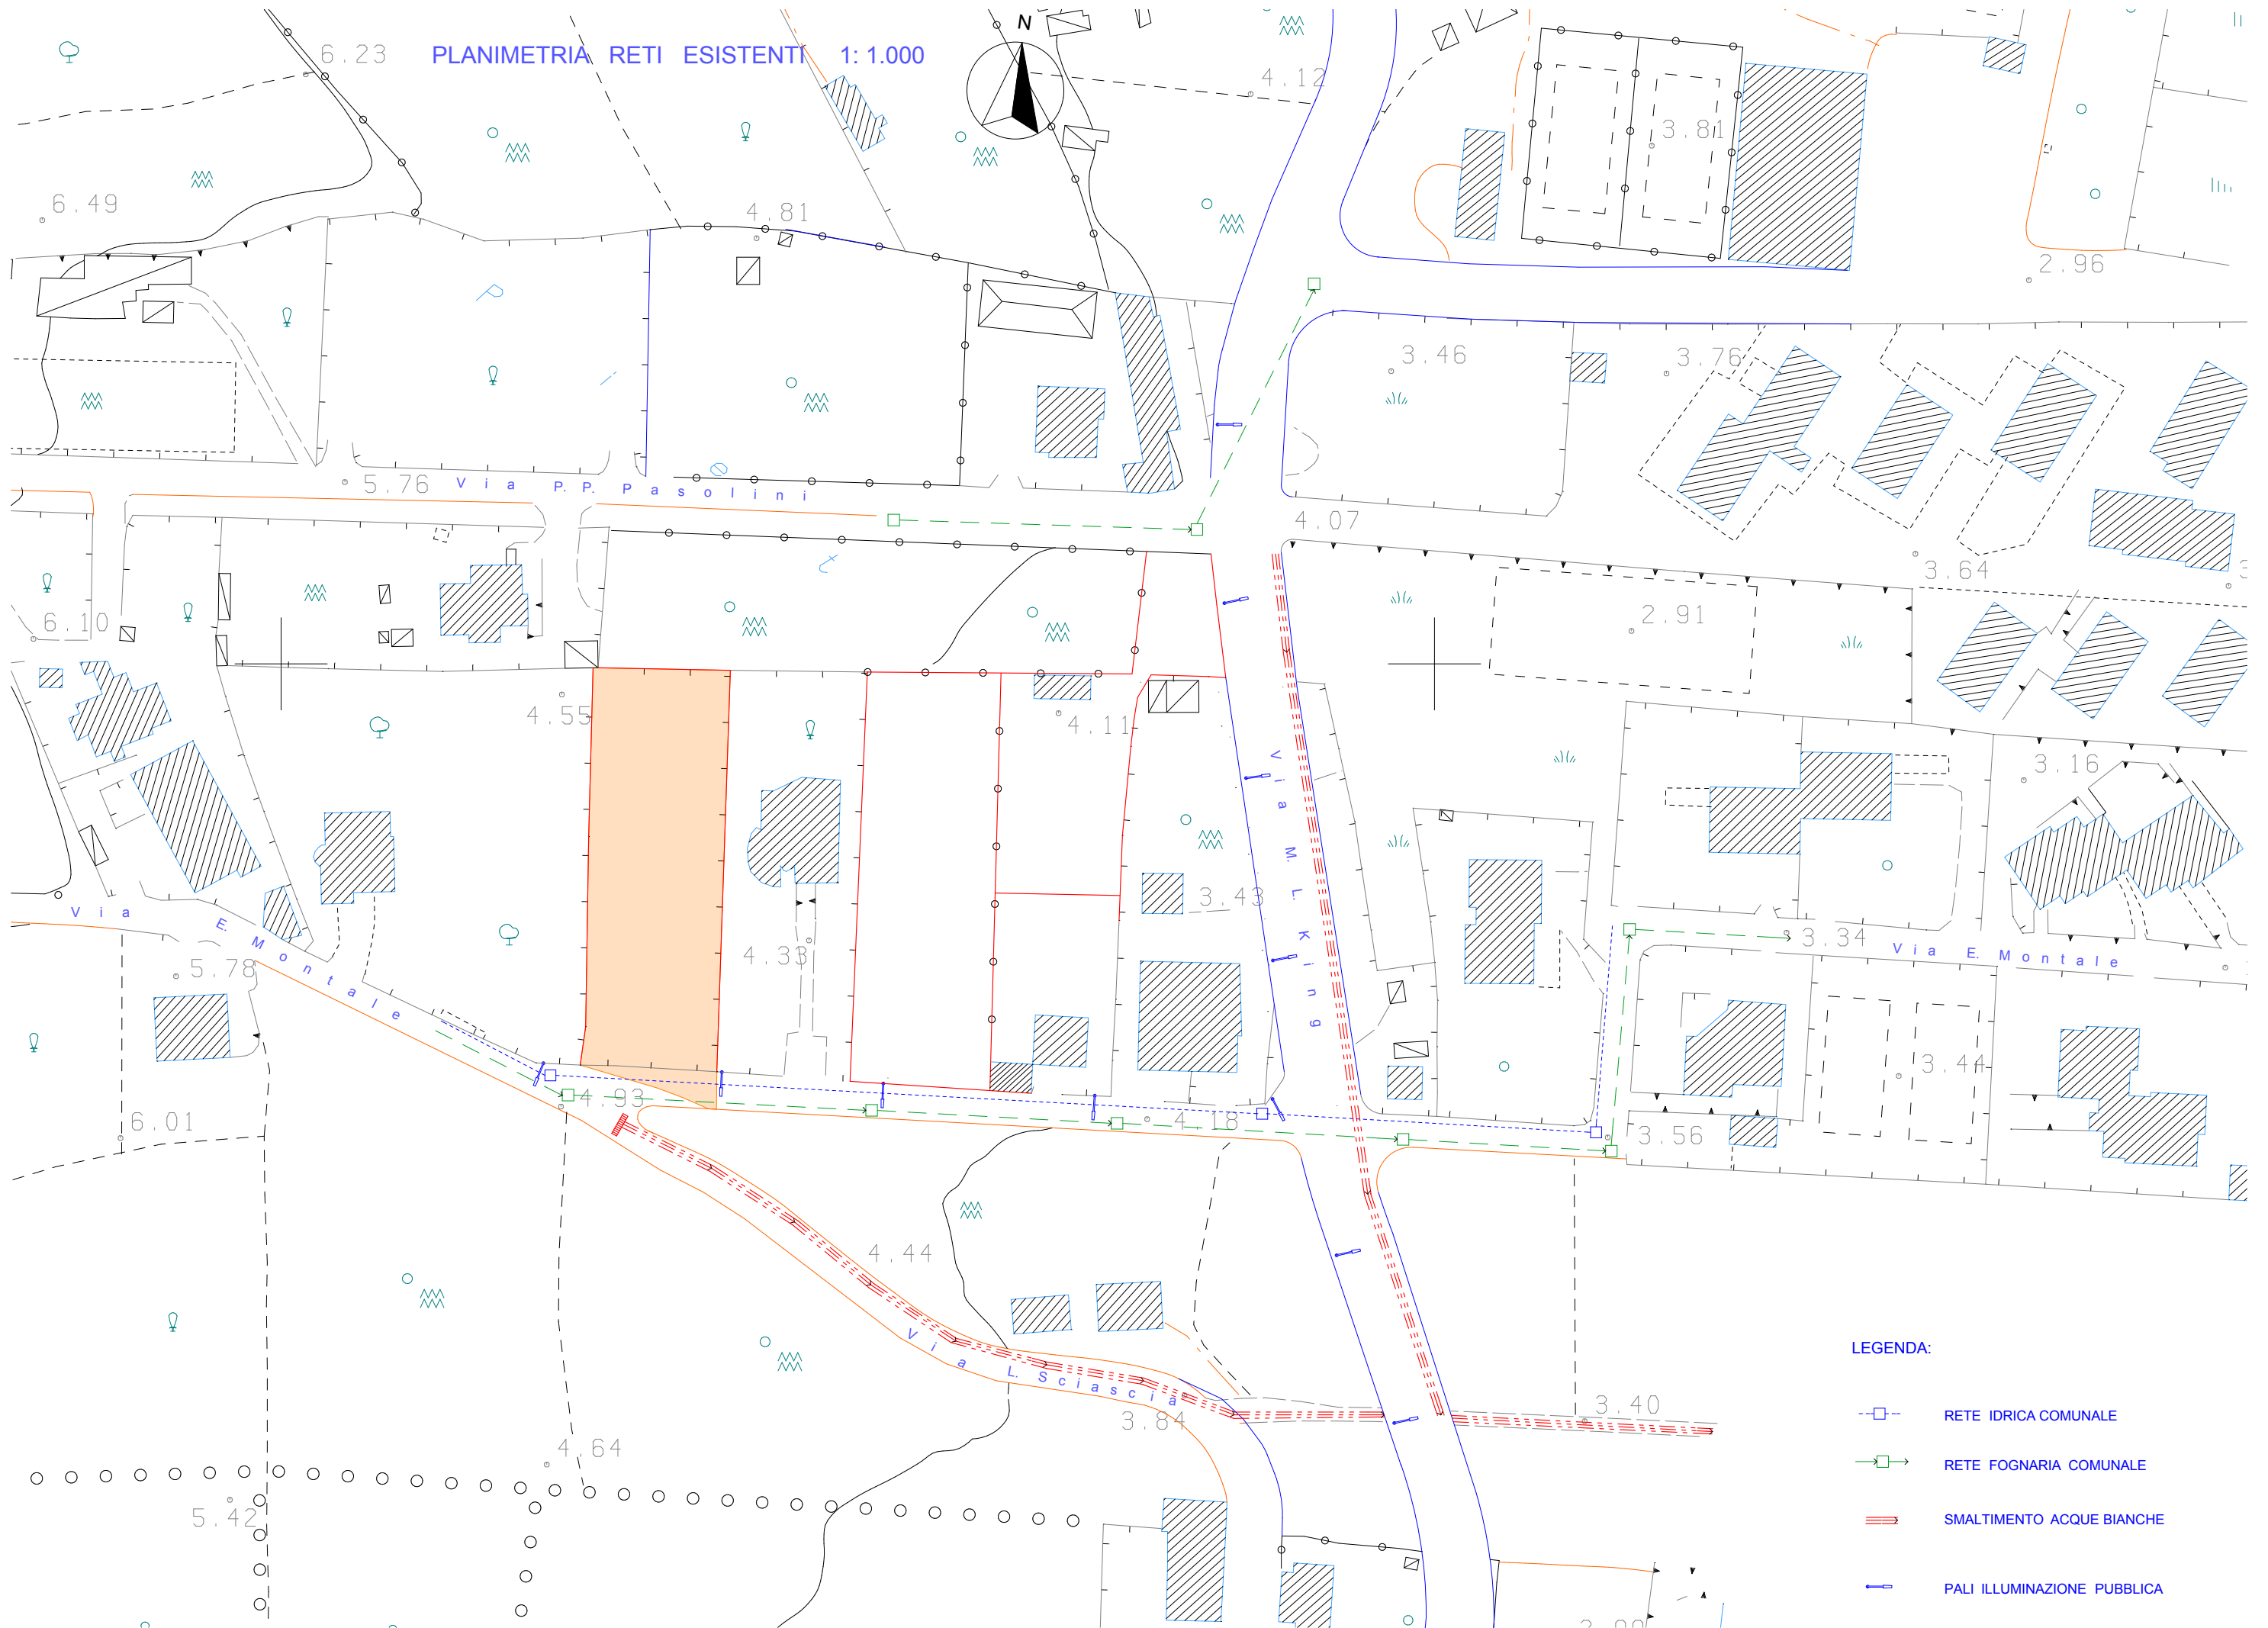 N
PLANIMETRIA RETI ESISTENTI 1: 1.000
6.23
4.12
3.81
6.49
4.81
2.96
3.46
3.76
5.76
Via P.P. Pasolini
4.07
3.64
6.10
2.91
4.55
4.11
3.16
Via M. L. King
3.43
Via E. Montale
3.34
Via E. Montale
4.33
5.78
3.44
4.93
4.18
3.56
6.01
4.44
LEGENDA:
Via L. Sciascia
3.84
3.40
RETE IDRICA COMUNALE
4.64
RETE FOGNARIA COMUNALE
5.42
SMALTIMENTO ACQUE BIANCHE
PALI ILLUMINAZIONE PUBBLICA